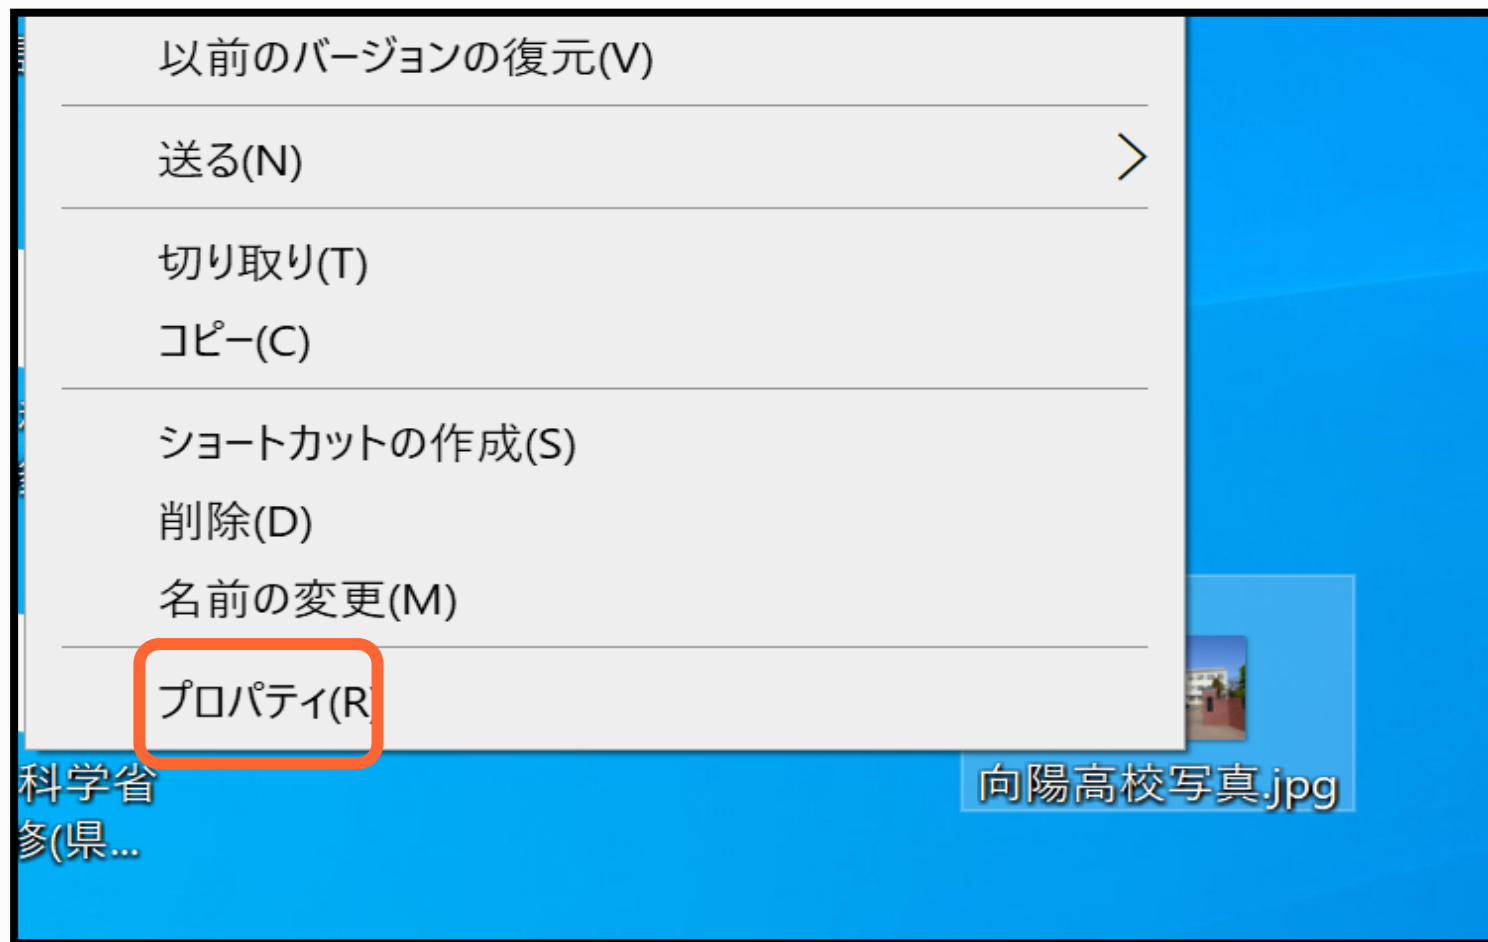 以前のバージョンの復元(V)
送る(N)
切り取り(T)
コピー(C)
ショートカットの作成(S)
削除(D)
名前の変更(M)
プロパティ(R)
向陽高校写真.jpg
科学省
(県...